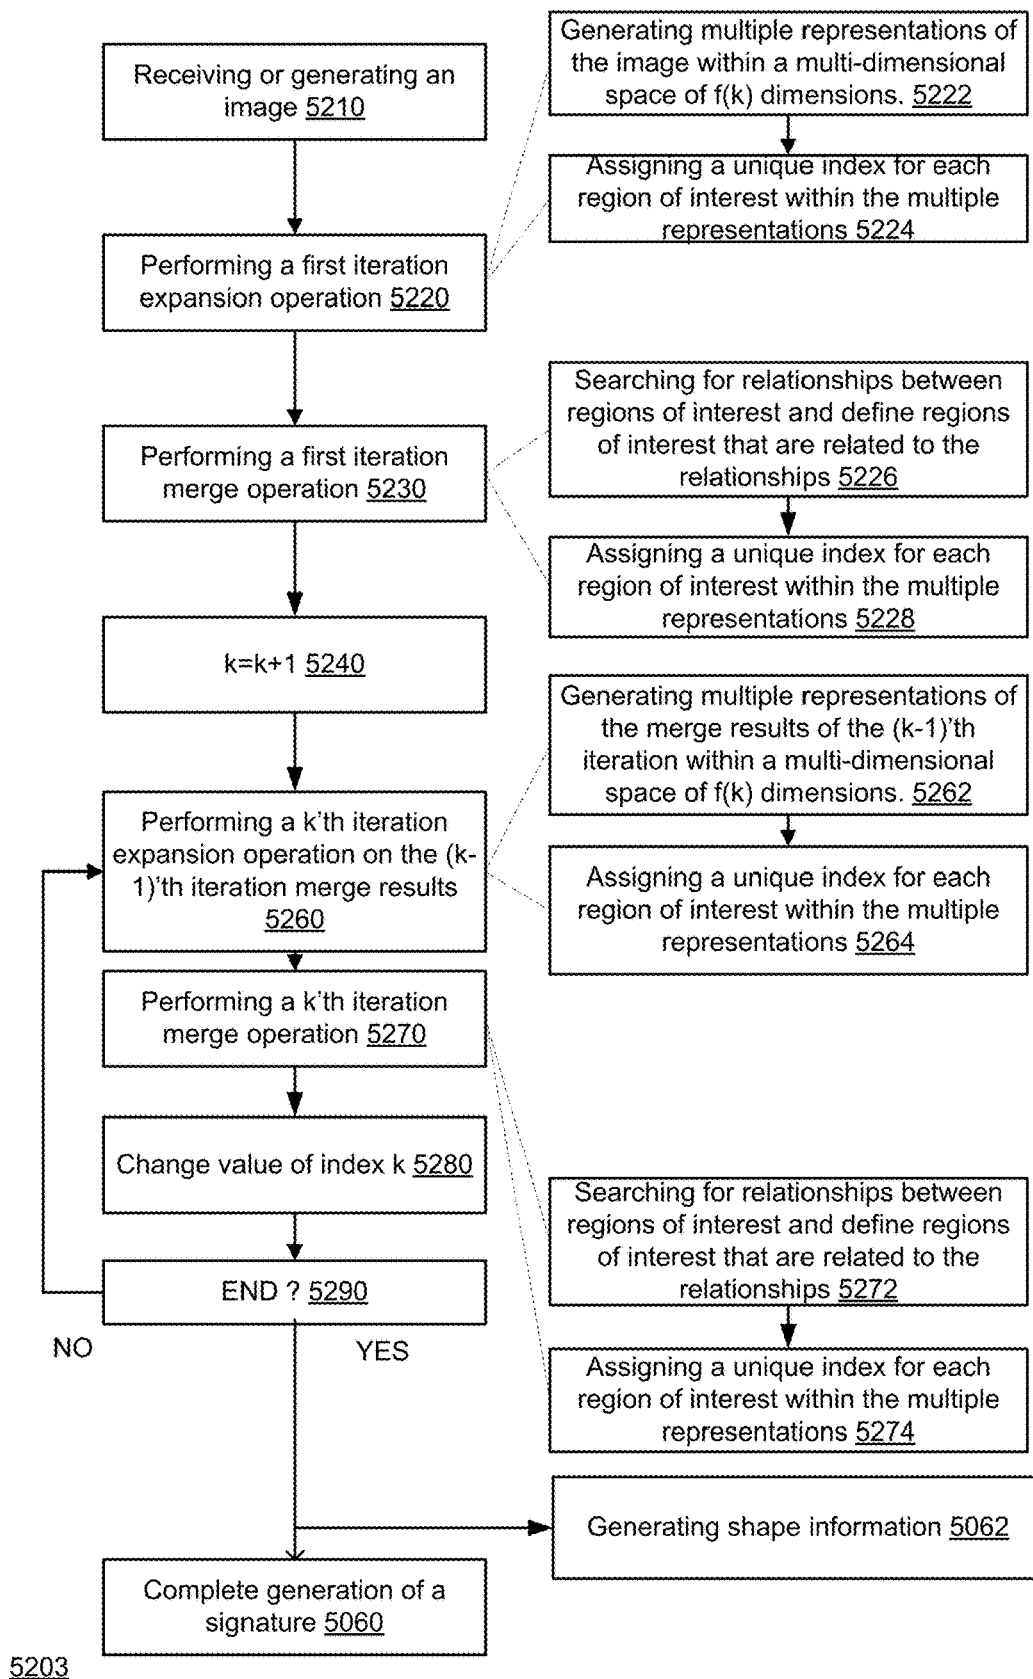 Receiving or generating an
image 5210
Generating multiple representations of
the image within a multi-dimensional
space of f(k) dimensions. 5222
Assigning a unique index for each
region of interest within the multiple
representations 5224
Performing a first iteration
expansion operation 5220
Searching for relationships between
regions of interest and define regions
of interest that are related to the
relationships 5226
Performing a first iteration
merge operation 5230
Assigning a unique index for each
region of interest within the multiple
representations 5228
k=k+1 5240
Generating multiple representations of
the merge results of the (k-1)'th
iteration within a multi-dimensional
space of f(k) dimensions. 5262
Performing a k'th iteration
expansion operation on the (k-
1)'th iteration merge results
5260
Assigning a unique index for each
region of interest within the multiple
representations 5264
Performing a k'th iteration
merge operation 5270
Change value of index k 5280
Searching for relationships between
regions of interest and define regions
of interest that are related to the
relationships 5272
END ? 5290
NO
YES
Assigning a unique index for each
region of interest within the multiple
representations 5274
Generating shape information 5062
Complete generation of a
signature 5060
5203